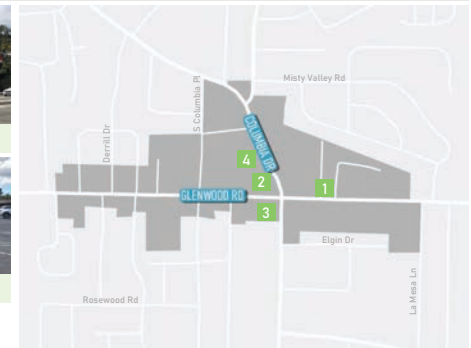 Misty Valley Rd
S Columbia Pl
COLUMBIA DR
Derrill Dr
4
2
1
GLENWOOD RD
3
Elgin Dr
La Mesa Ln
Rosewood Rd